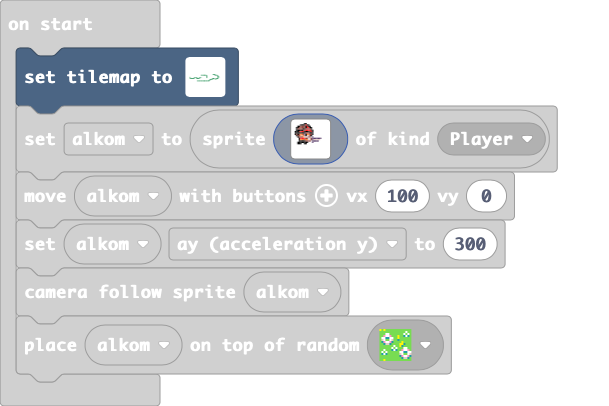 on start
set tilemap to
set alkom to sprite of kind Player
move alkom with buttons vx 100 vy 0
set alkom ay (acceleration y) to 300
camera follow sprite alkom
place alkom on top of random